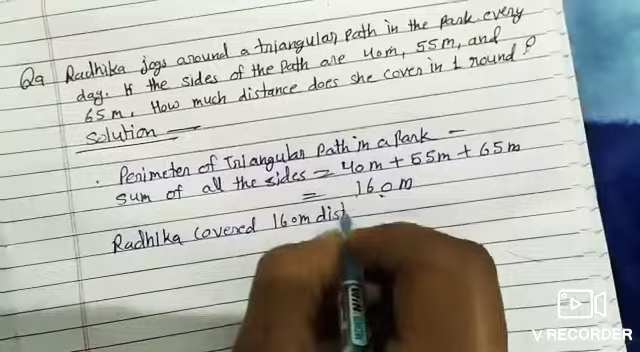 Q9 Radhika jogs around a triangular path in the park every
day. If the sides of the path are 40m, 55m, and
65m. How much distance does she cover in 1 round?
Solution —
. Perimeter of Triangular Path in a Park —
sum of all the sides = 40m + 55m + 65m
= 160m
Radhika covered 160m dist
V RECORDER